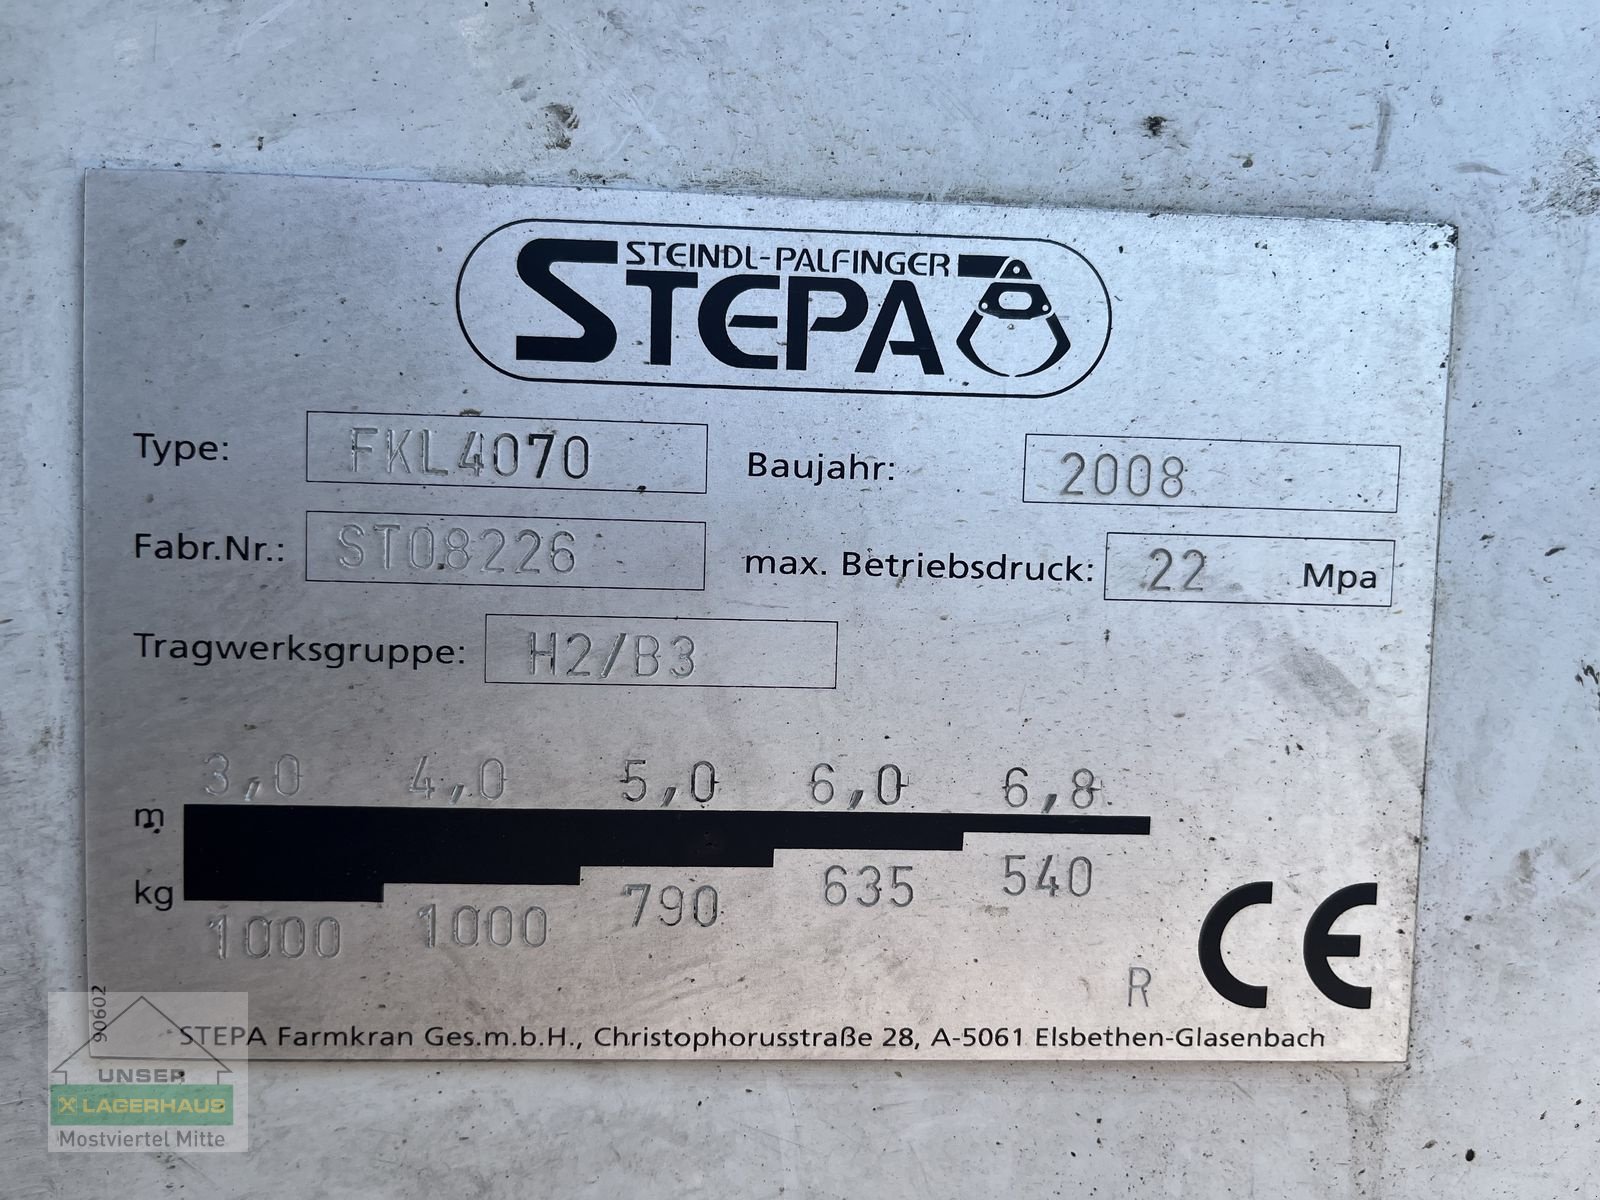 STEINDL-PALFINGER
STEPA
Type: FKL4070 Baujahr: 2008
Fabr.Nr.: ST08226 max. Betriebsdruck: 22 Mpa
Tragwerksgruppe: H2/B3
3,0 4,0 5,0 6,0 6,8
m
kg
1000 1000 790 635 540
R CE
90602
STEPA Farmkran Ges.m.b.H., Christophorusstraße 28, A-5061 Elsbethen-Glasenbach
UNSER
LAGERHAUS
Mostviertel Mitte